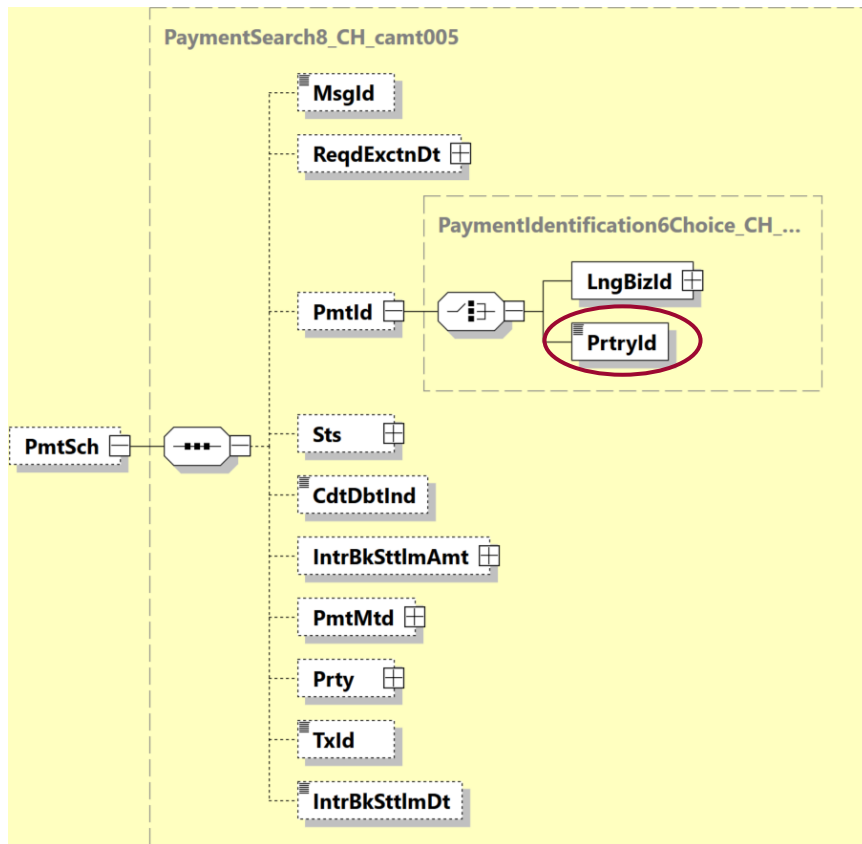 PaymentSearch8_CH_camt005
MsgId
ReqdExctnDt
PaymentIdentification6Choice_CH_...
LngBizId
PmtId
PrtryId
Sts
PmtSch
CdtDbtInd
IntrBkSttlmAmt
PmtMtd
Prty
TxId
IntrBkSttlmDt